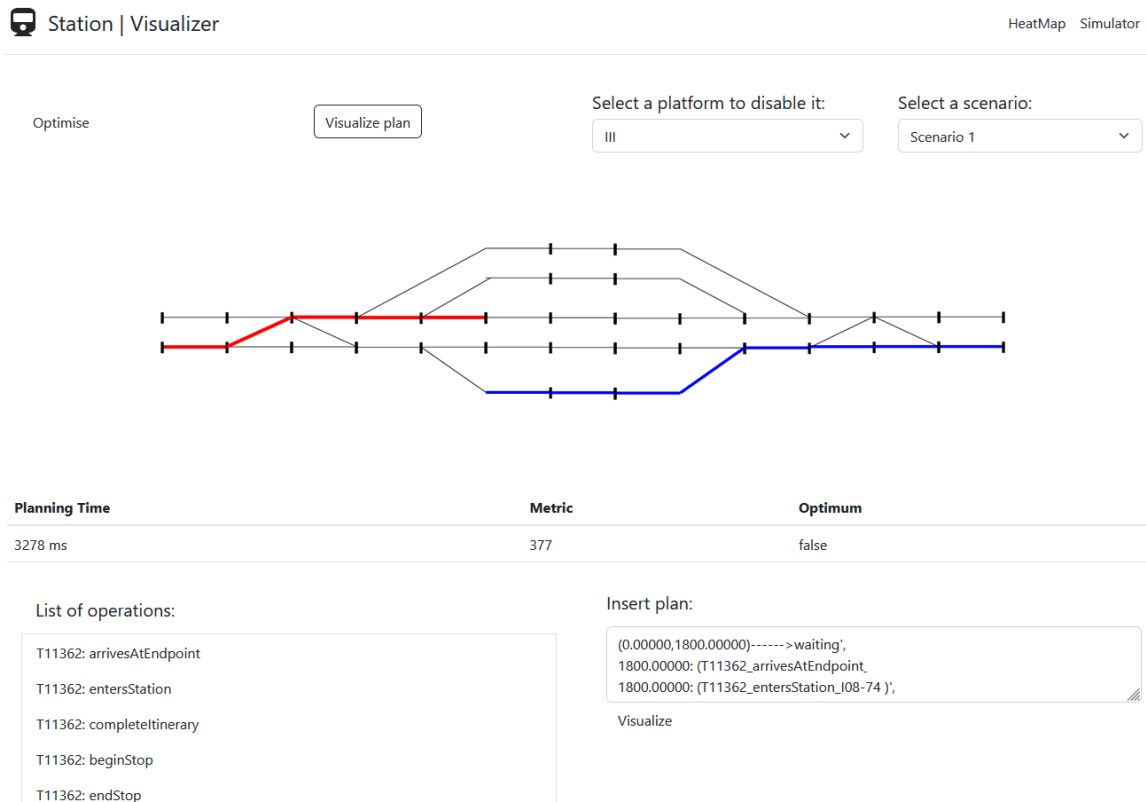 Station | Visualizer
HeatMap Simulator
Optimise
Visualize plan
Select a platform to disable it:
III
Select a scenario:
Scenario 1
Planning Time Metric Optimum
3278 ms 377 false
List of operations:
T11362: arrivesAtEndpoint
T11362: entersStation
T11362: completeItinerary
T11362: beginStop
T11362: endStop
Insert plan:
(0.00000,1800.00000)------>waiting',
1800.00000: (T11362_arrivesAtEndpoint_
1800.00000: (T11362_entersStation_I08-74 )',
Visualize